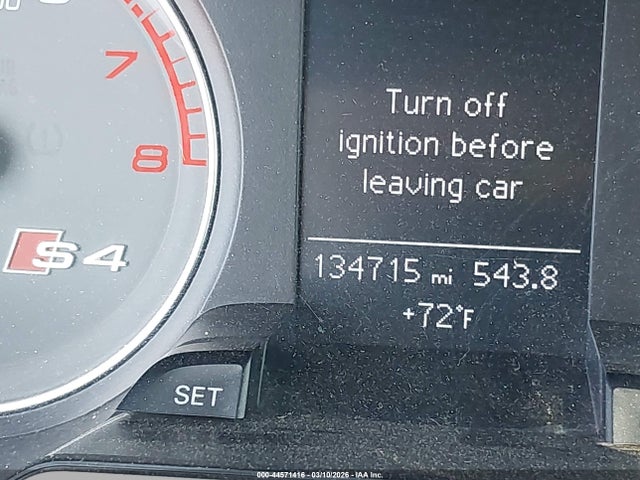 7
8
S4
Turn off
ignition before
leaving car
134715 mi 543.8
+72°F
SET
000-44571416 - 03/10/2026 - © IAA, Inc.